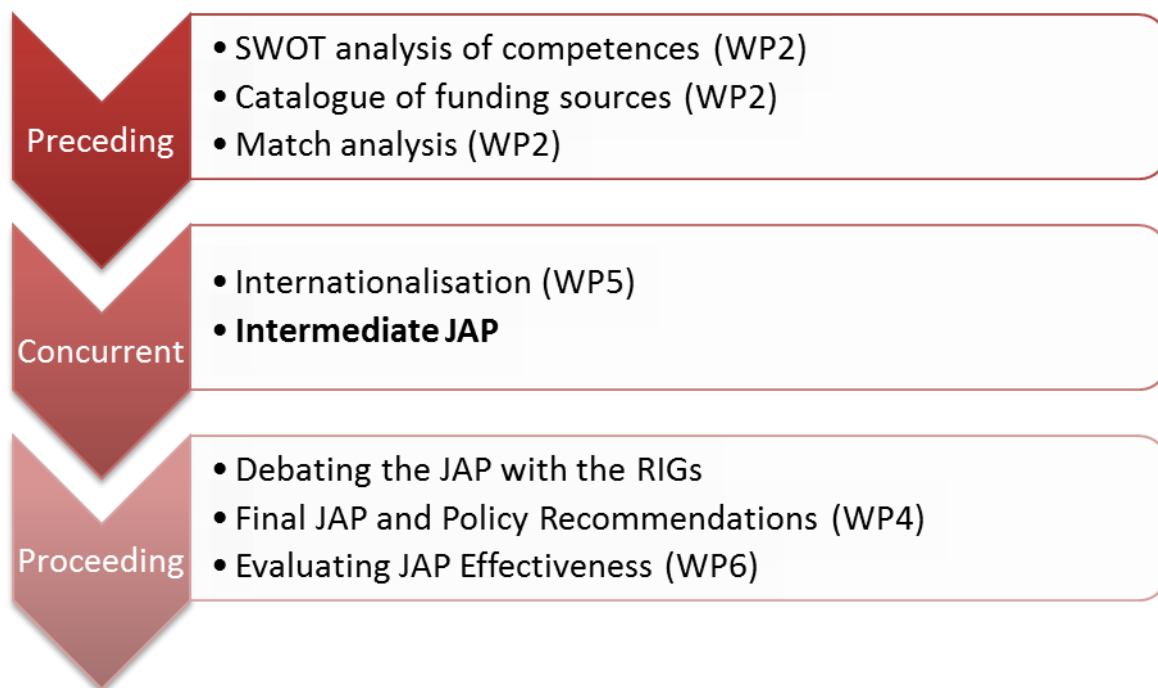 Preceding
• SWOT analysis of competences (WP2)
• Catalogue of funding sources (WP2)
• Match analysis (WP2)
Concurrent
• Internationalisation (WP5)
• Intermediate JAP
Proceeding
• Debating the JAP with the RIGs
• Final JAP and Policy Recommendations (WP4)
• Evaluating JAP Effectiveness (WP6)